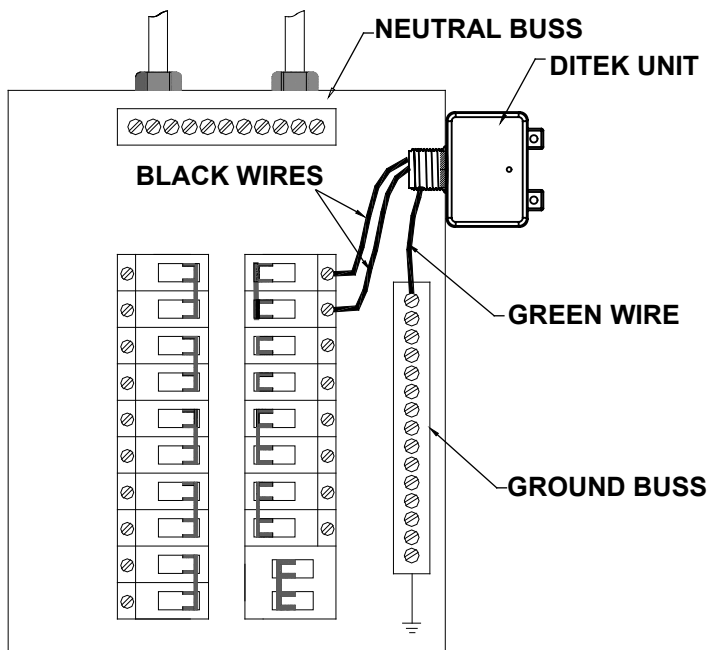 NEUTRAL BUSS
DITEK UNIT
BLACK WIRES
GREEN WIRE
GROUND BUSS